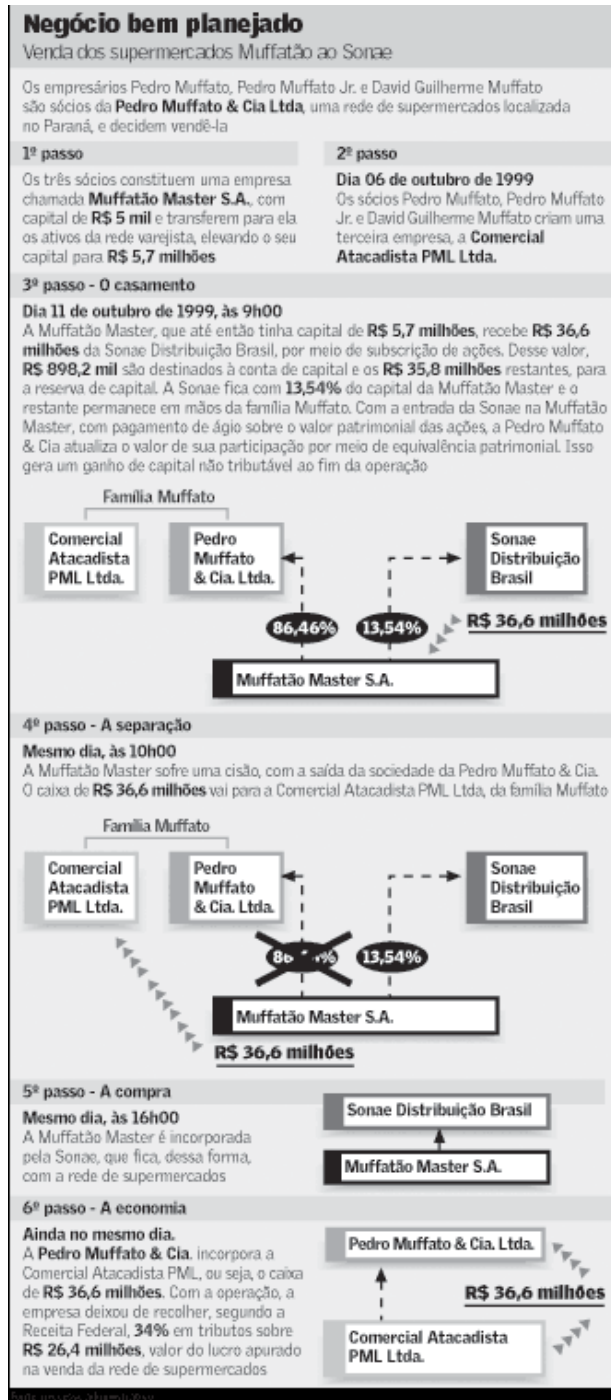 Negócio bem planejado
Venda dos supermercados Muffatão ao Sonae
Os empresários Pedro Muffato, Pedro Muffato Jr. e David Guilherme Muffato
são sócios da Pedro Muffato & Cia Ltda, uma rede de supermercados localizada
no Paraná, e decidem vendê-la
1º passo
Os três sócios constituem uma empresa
chamada Muffatão Master S.A., com
capital de R$ 5 mil e transferem para ela
os ativos da rede varejista, elevando o seu
capital para R$ 5,7 milhões
2º passo
Dia 06 de outubro de 1999
Os sócios Pedro Muffato, Pedro Muffato
Jr. e David Guilherme Muffato criam uma
terceira empresa, a Comercial
Atacadista PML Ltda.
3º passo - O casamento
Dia 11 de outubro de 1999, às 9h00
A Muffatão Master, que até então tinha capital de R$ 5,7 milhões, recebe R$ 36,6
milhões da Sonae Distribuição Brasil, por meio de subscrição de ações. Desse valor,
R$ 898,2 mil são destinados à conta de capital e os R$ 35,8 milhões restantes, para
a reserva de capital. A Sonae fica com 13,54% do capital da Muffatão Master e o
restante permanece em mãos da família Muffato. Com a entrada da Sonae na Muffatão
Master, com pagamento de ágio sobre o valor patrimonial das ações, a Pedro Muffato
& Cia atualiza o valor de sua participação por meio de equivalência patrimonial. Isso
gera um ganho de capital não tributável ao fim da operação
Família Muffato
Comercial
Atacadista
PML Ltda.
Pedro
Muffato
& Cia. Ltda.
Sonae
Distribuição
Brasil
86,46%
13,54%
R$ 36,6 milhões
Muffatão Master S.A.
4º passo - A separação
Mesmo dia, às 10h00
A Muffatão Master sofre uma cisão, com a saída da sociedade da Pedro Muffato & Cia.
O caixa de R$ 36,6 milhões vai para a Comercial Atacadista PML Ltda, da família Muffato
Família Muffato
Comercial
Atacadista
PML Ltda.
Pedro
Muffato
& Cia. Ltda.
Sonae
Distribuição
Brasil
13,54%
Muffatão Master S.A.
R$ 36,6 milhões
5º passo - A compra
Mesmo dia, às 16h00
A Muffatão Master é incorporada
pela Sonae, que fica, dessa forma,
com a rede de supermercados
Sonae Distribuição Brasil
Muffatão Master S.A.
6º passo - A economia
Ainda no mesmo dia.
A Pedro Muffato & Cia. incorpora a
Comercial Atacadista PML, ou seja, o caixa
de R$ 36,6 milhões. Com a operação, a
empresa deixou de recolher, segundo a
Receita Federal, 34% em tributos sobre
R$ 26,4 milhões, valor do lucro apurado
na venda da rede de supermercados
Pedro Muffato & Cia. Ltda.
R$ 36,6 milhões
Comercial Atacadista
PML Ltda.